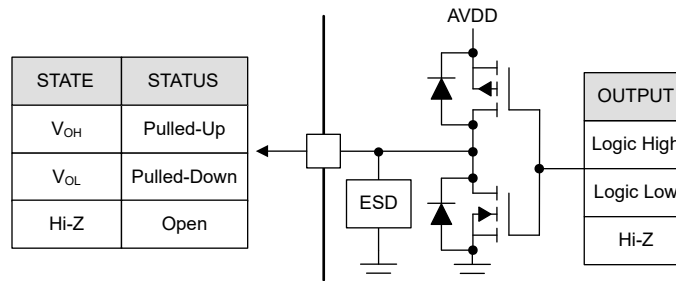 AVDD
STATE STATUS
VOH Pulled-Up
VOL Pulled-Down
Hi-Z Open
ESD
OUTPUT
Logic High
Logic Low
Hi-Z